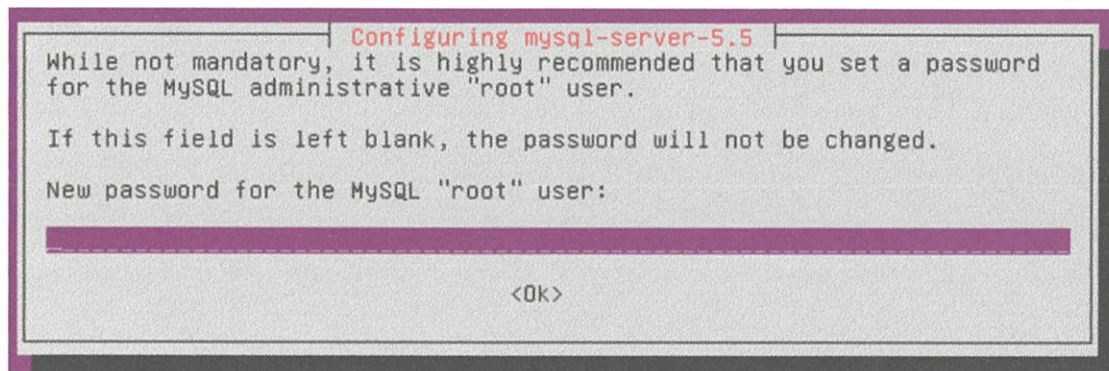 Configuring mysql-server-5.5
While not mandatory, it is highly recommended that you set a password
for the MySQL administrative "root" user.
If this field is left blank, the password will not be changed.
New password for the MySQL "root" user:
<Ok>